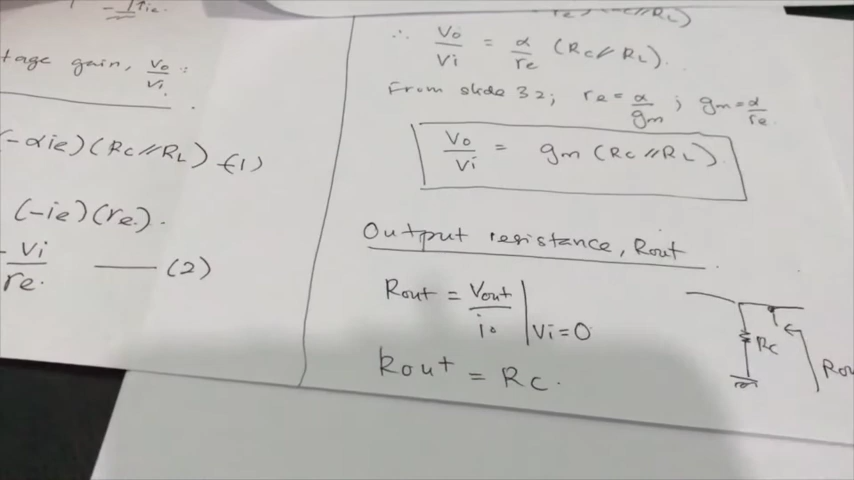 tage gain, Vo/Vi :
(-αie)(Rc//RL) -(1)
(-ie)(re).
Vi/re. —— (2)
∴ Vo/Vi = α/re (Rc//RL).
From slide 32; re = α/gm ; gm = α/re
Vo/Vi = gm (Rc//RL).
Output resistance, Rout
Rout = Vout/io | Vi=0
Rout = Rc.
Rc
Rou